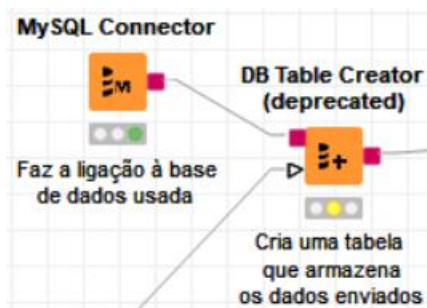 MySQL Connector
M
Faz a ligação à base
de dados usada
DB Table Creator
(deprecated)
Cria uma tabela
que armazena
os dados enviados